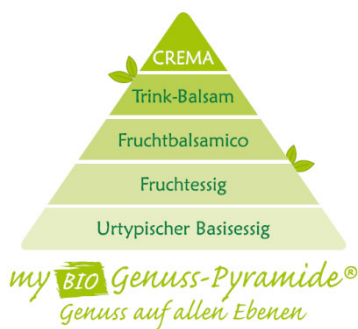 CREMA
Trink-Balsam
Fruchtbalsamico
Fruchtessig
Urtypischer Basisessig
my BIO Genuss-Pyramide®
Genuss auf allen Ebenen